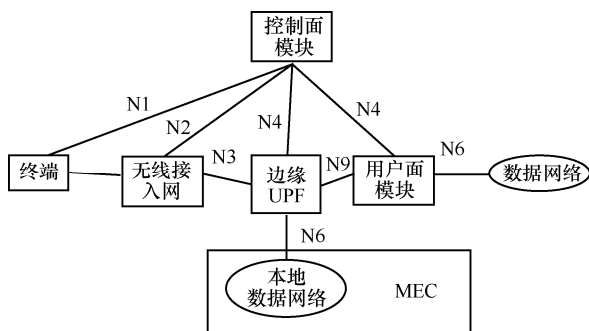 控制面
模块
N1
N2
N4
N4
N3
N9
N6
终端
无线接
入网
边缘
UPF
用户面
模块
数据网络
N6
本地
数据网络
MEC